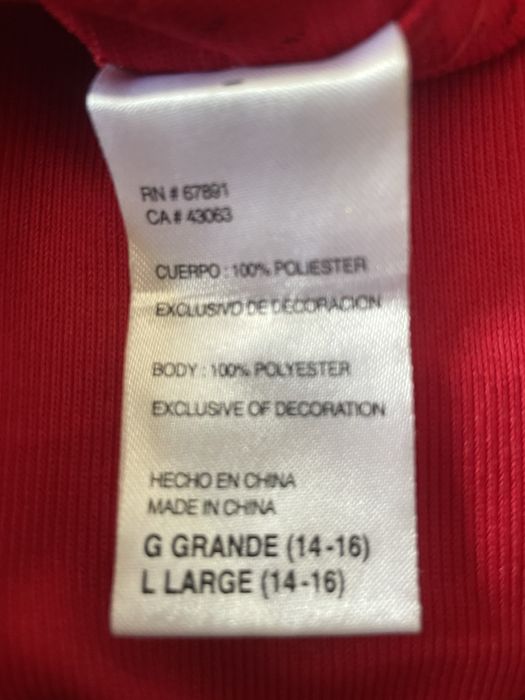 RN # 67891
CA # 43063
CUERPO : 100% POLIESTER
EXCLUSIVO DE DECORACION
BODY : 100% POLYESTER
EXCLUSIVE OF DECORATION
HECHO EN CHINA
MADE IN CHINA
G GRANDE (14-16)
L LARGE (14-16)